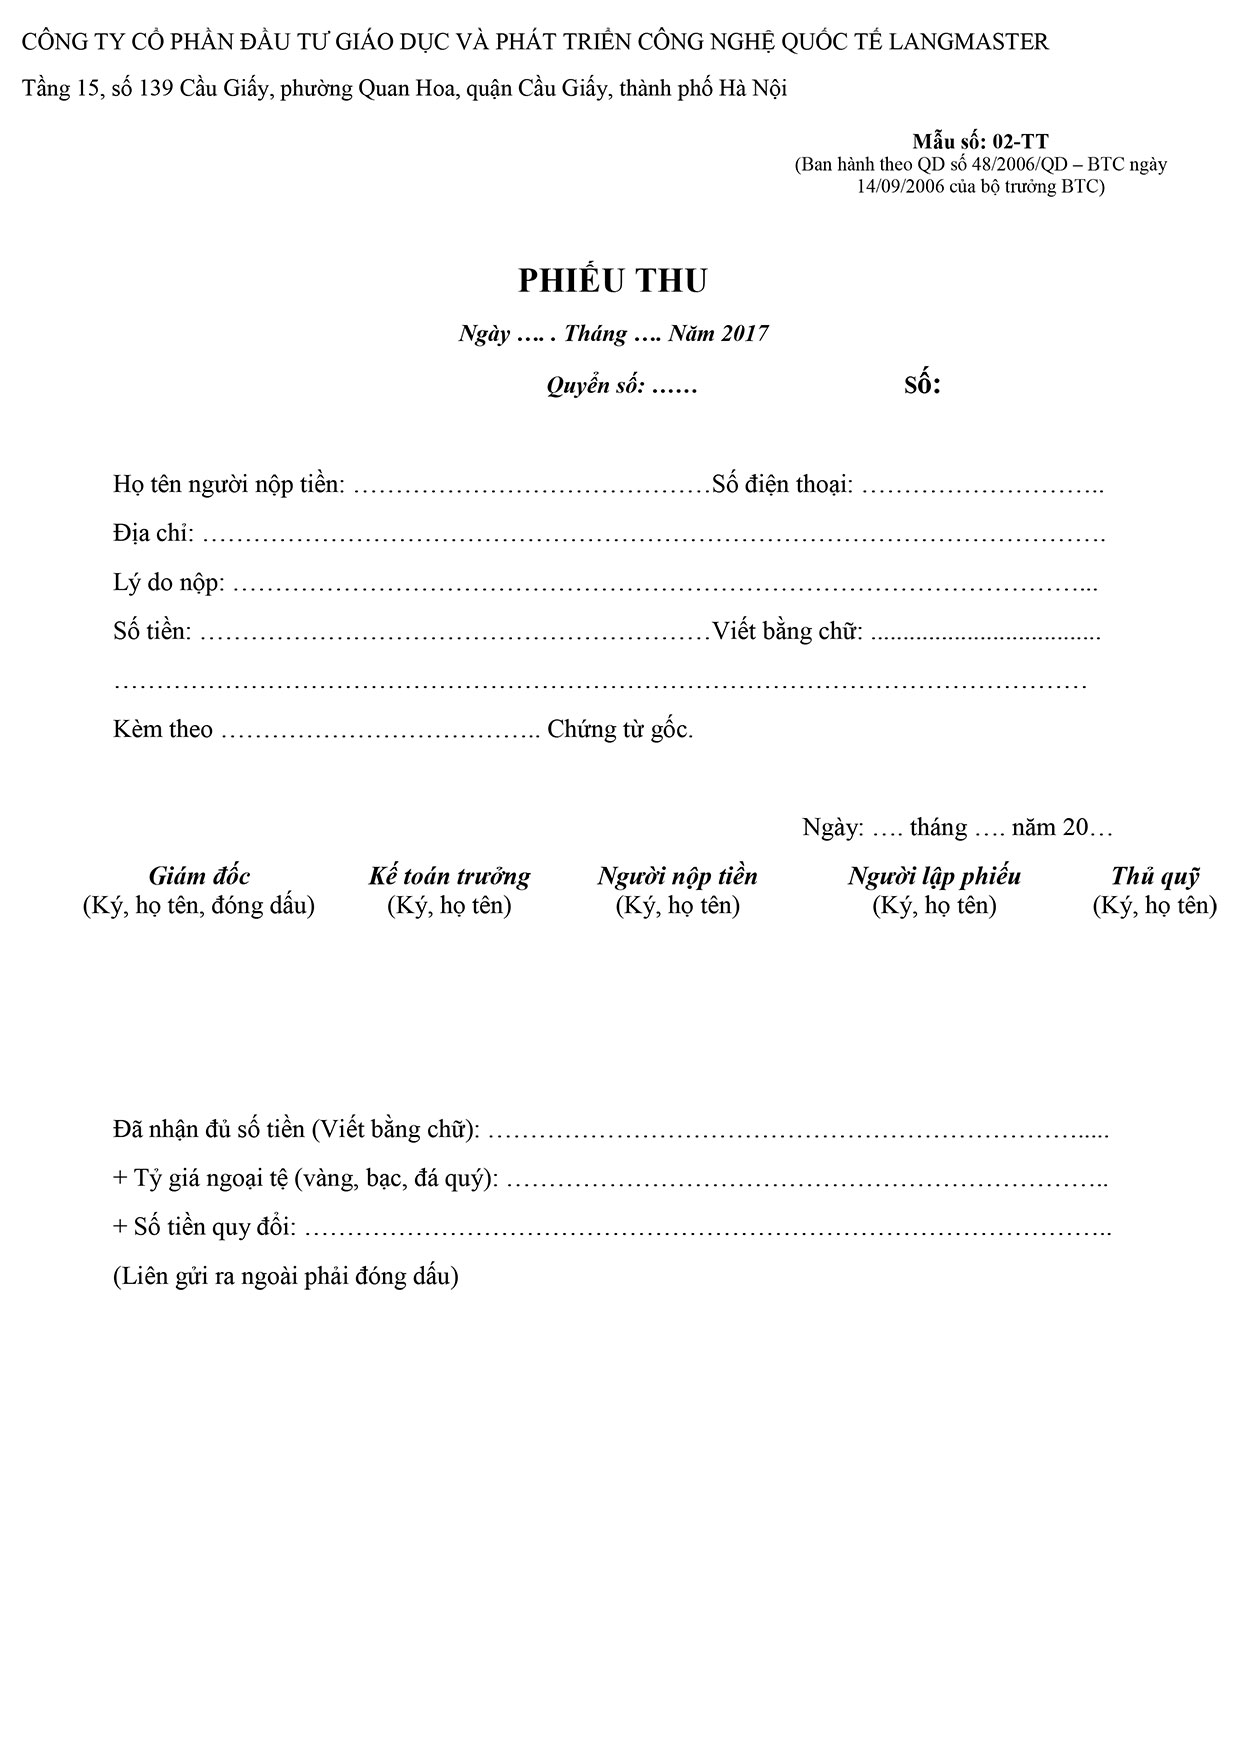 CÔNG TY CỔ PHẦN ĐẦU TƯ GIÁO DỤC VÀ PHÁT TRIỂN CÔNG NGHỆ QUỐC TẾ LANGMASTER
Tầng 15, số 139 Cầu Giấy, phường Quan Hoa, quận Cầu Giấy, thành phố Hà Nội
Mẫu số: 02-TT
(Ban hành theo QD số 48/2006/QD – BTC ngày
14/09/2006 của bộ trưởng BTC)
PHIẾU THU
Ngày …. . Tháng …. Năm 2017
Quyển số: …… Số:
Họ tên người nộp tiền: ……………………………………Số điện thoại: ………………………..
Địa chỉ: …………………………………………………………………………………………….
Lý do nộp: ………………………………………………………………………………………...
Số tiền: ……………………………………………………Viết bằng chữ: ....................................
……………………………………………………………………………………………………
Kèm theo ……………………………….. Chứng từ gốc.
Ngày: …. tháng …. năm 20…
Giám đốc Kế toán trưởng Người nộp tiền Người lập phiếu Thủ quỹ
(Ký, họ tên, đóng dấu) (Ký, họ tên) (Ký, họ tên) (Ký, họ tên) (Ký, họ tên)
Đã nhận đủ số tiền (Viết bằng chữ): …………………………………………………………….....
+ Tỷ giá ngoại tệ (vàng, bạc, đá quý): ……………………………………………………………..
+ Số tiền quy đổi: …………………………………………………………………………………..
(Liên gửi ra ngoài phải đóng dấu)